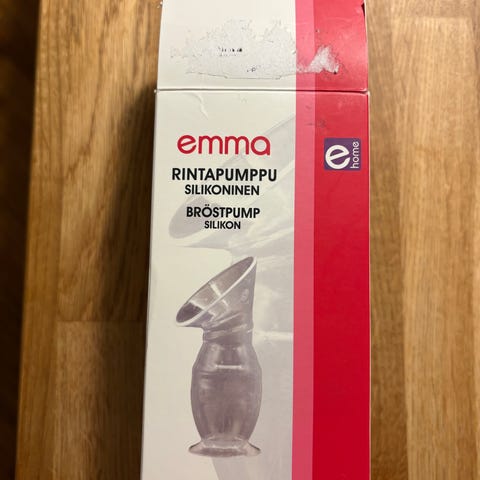 emma
e
home
RINTAPUMPPU
SILIKONINEN
BRÖSTPUMP
SILIKON